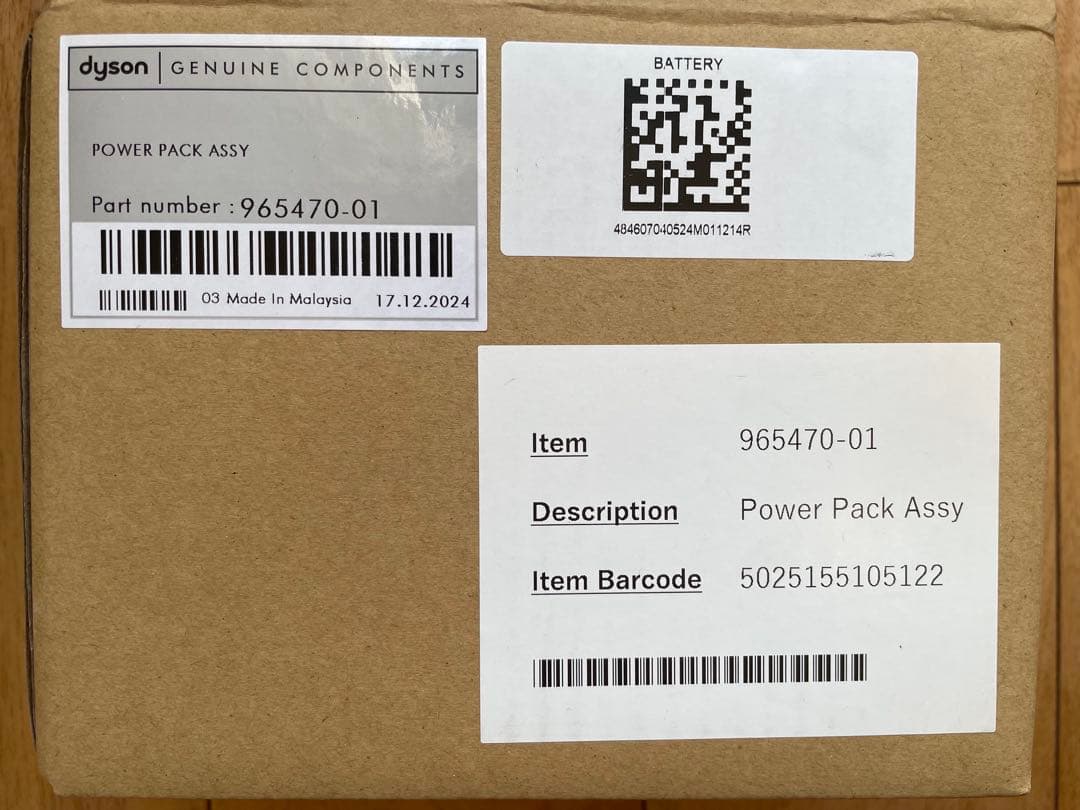 dyson | GENUINE COMPONENTS
POWER PACK ASSY
Part number : 965470-01
03 Made In Malaysia 17.12.2024
BATTERY
484607040524M011214R
Item 965470-01
Description Power Pack Assy
Item Barcode 5025155105122